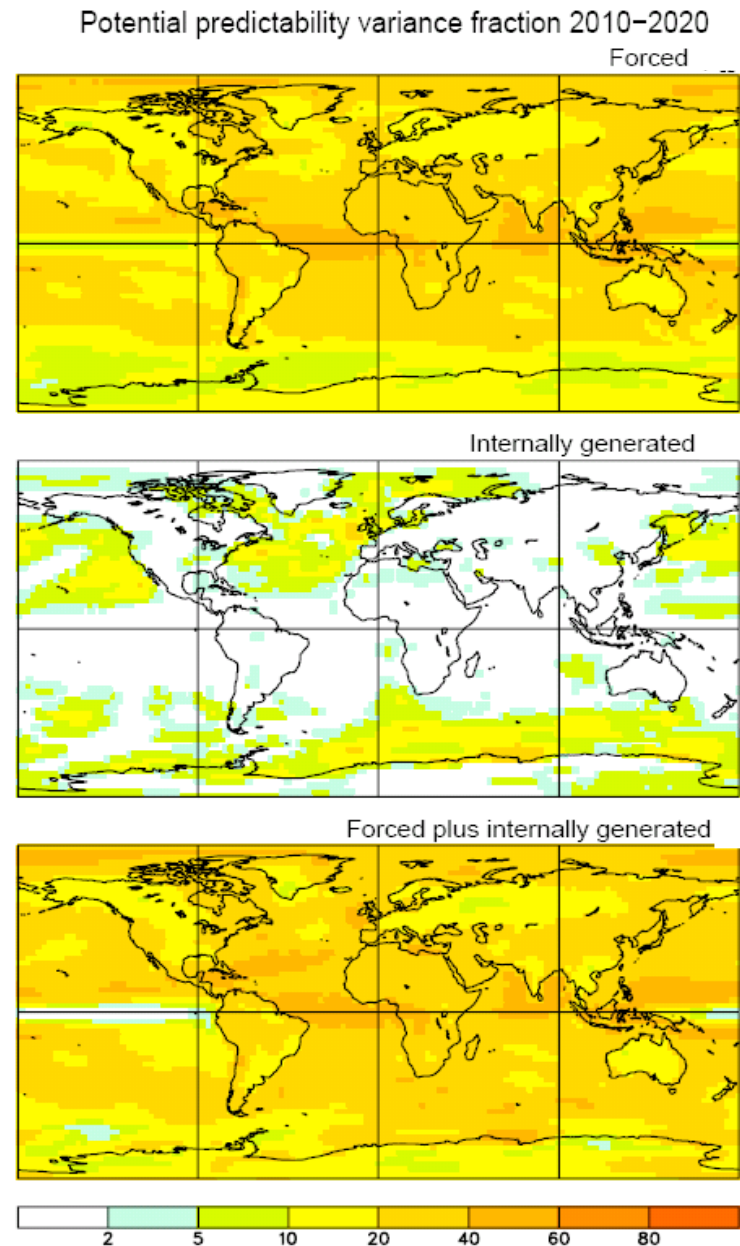 Potential predictability variance fraction 2010−2020
Forced
Internally generated
Forced plus internally generated
2 5 10 20 40 60 80